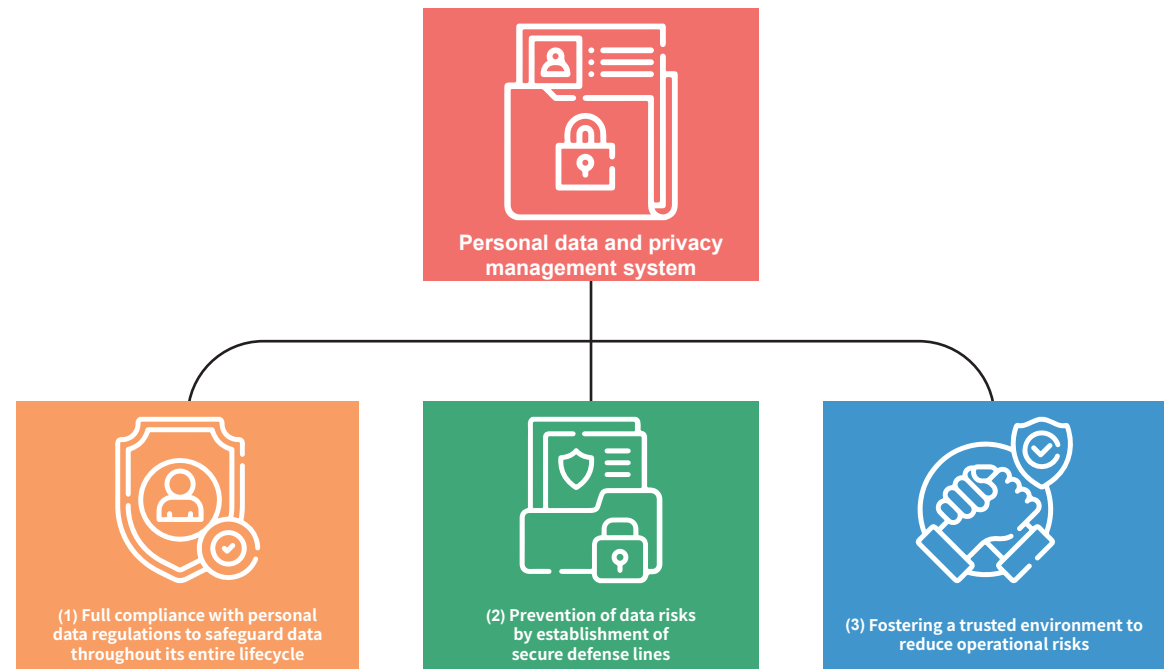 Personal data and privacy
management system
(1) Full compliance with personal
data regulations to safeguard data
throughout its entire lifecycle
(2) Prevention of data risks
by establishment of
secure defense lines
(3) Fostering a trusted environment to
reduce operational risks